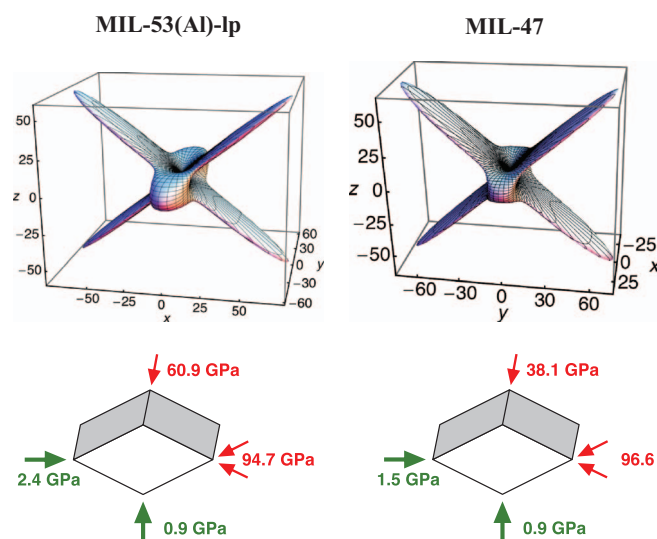 MIL-53(Al)-lp
MIL-47
50
25
z 0
−25
−50
−50 −25 0 25 50
x
60
30
0 y
−30
−60
50
25
z 0
−25
−50
−60 −30 0 30 60
y
−25
0 x
25
60.9 GPa
94.7 GPa
2.4 GPa
0.9 GPa
38.1 GPa
96.6
1.5 GPa
0.9 GPa